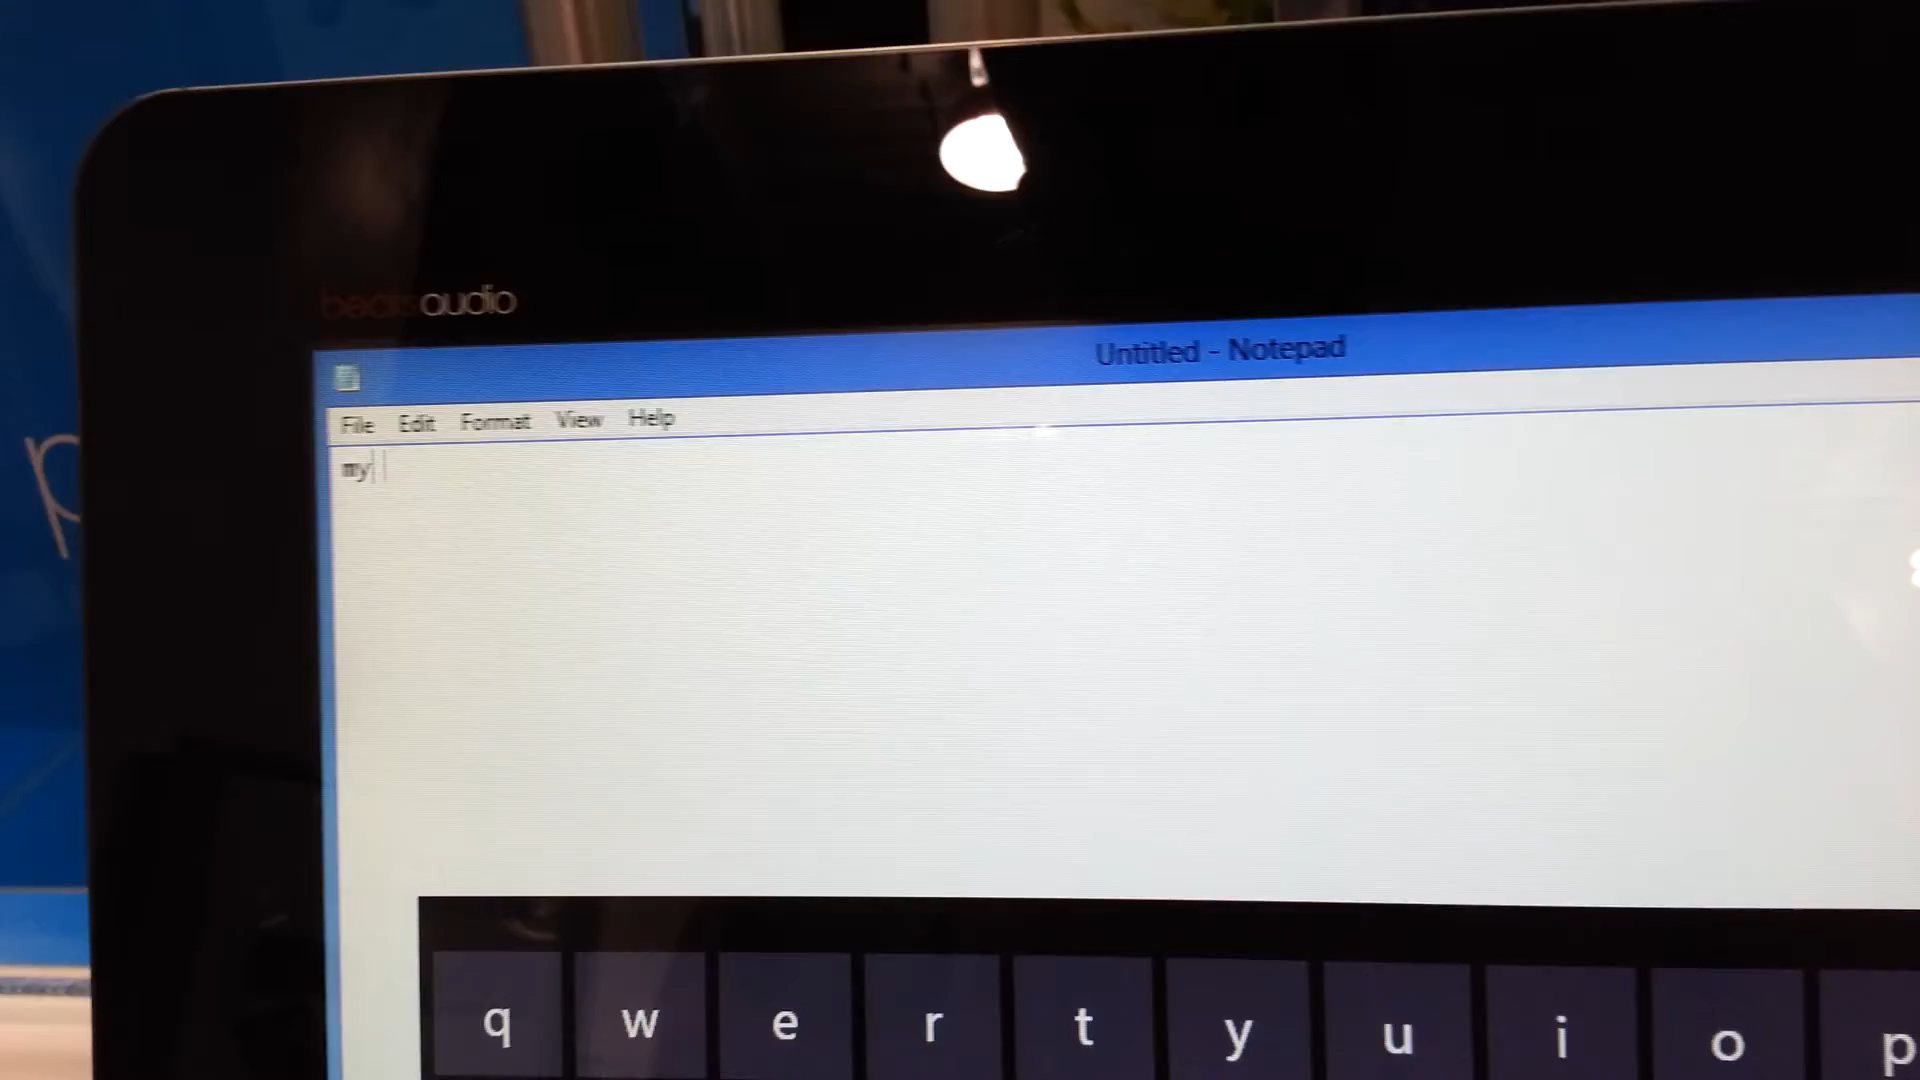 beatsaudio
Untitled - Notepad
File Edit Format View Help
my
p
q w e r t y u i o p